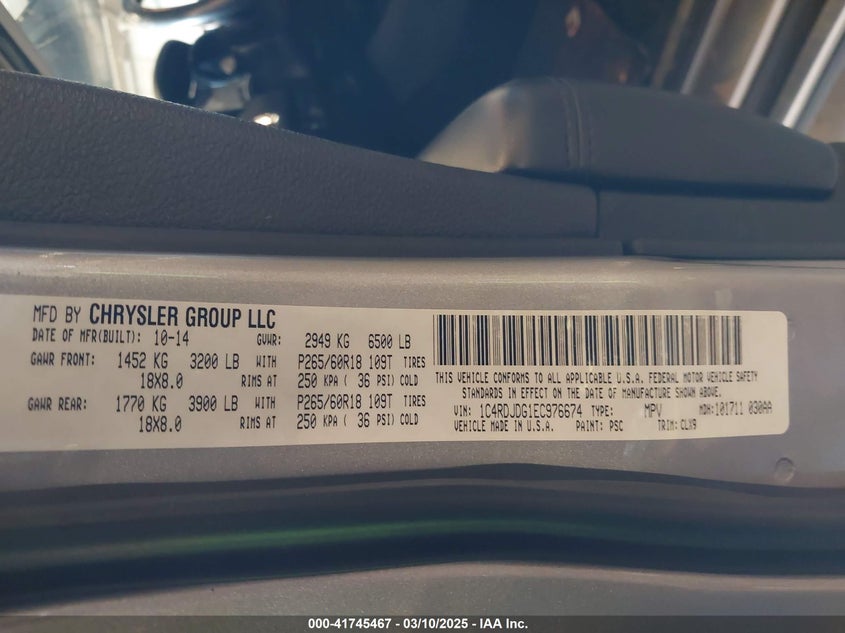 MFD BY CHRYSLER GROUP LLC
DATE OF MFR(BUILT): 10-14 GVWR: 2949 KG 6500 LB
GAWR FRONT: 1452 KG 3200 LB WITH P265/60R18 109T TIRES
18X8.0 RIMS AT 250 KPA ( 36 PSI) COLD
GAWR REAR: 1770 KG 3900 LB WITH P265/60R18 109T TIRES
18X8.0 RIMS AT 250 KPA ( 36 PSI) COLD
THIS VEHICLE CONFORMS TO ALL APPLICABLE U.S.A. FEDERAL MOTOR VEHICLE SAFETY
STANDARDS IN EFFECT ON THE DATE OF MANUFACTURE SHOWN ABOVE.
VIN: 1C4RDJDG1EC976674 TYPE: MPV MDH:101711 030AA
VEHICLE MADE IN U.S.A. PAINT: PSC TRIM: CLX9
000-41745467 — 03/10/2025 — IAA Inc.